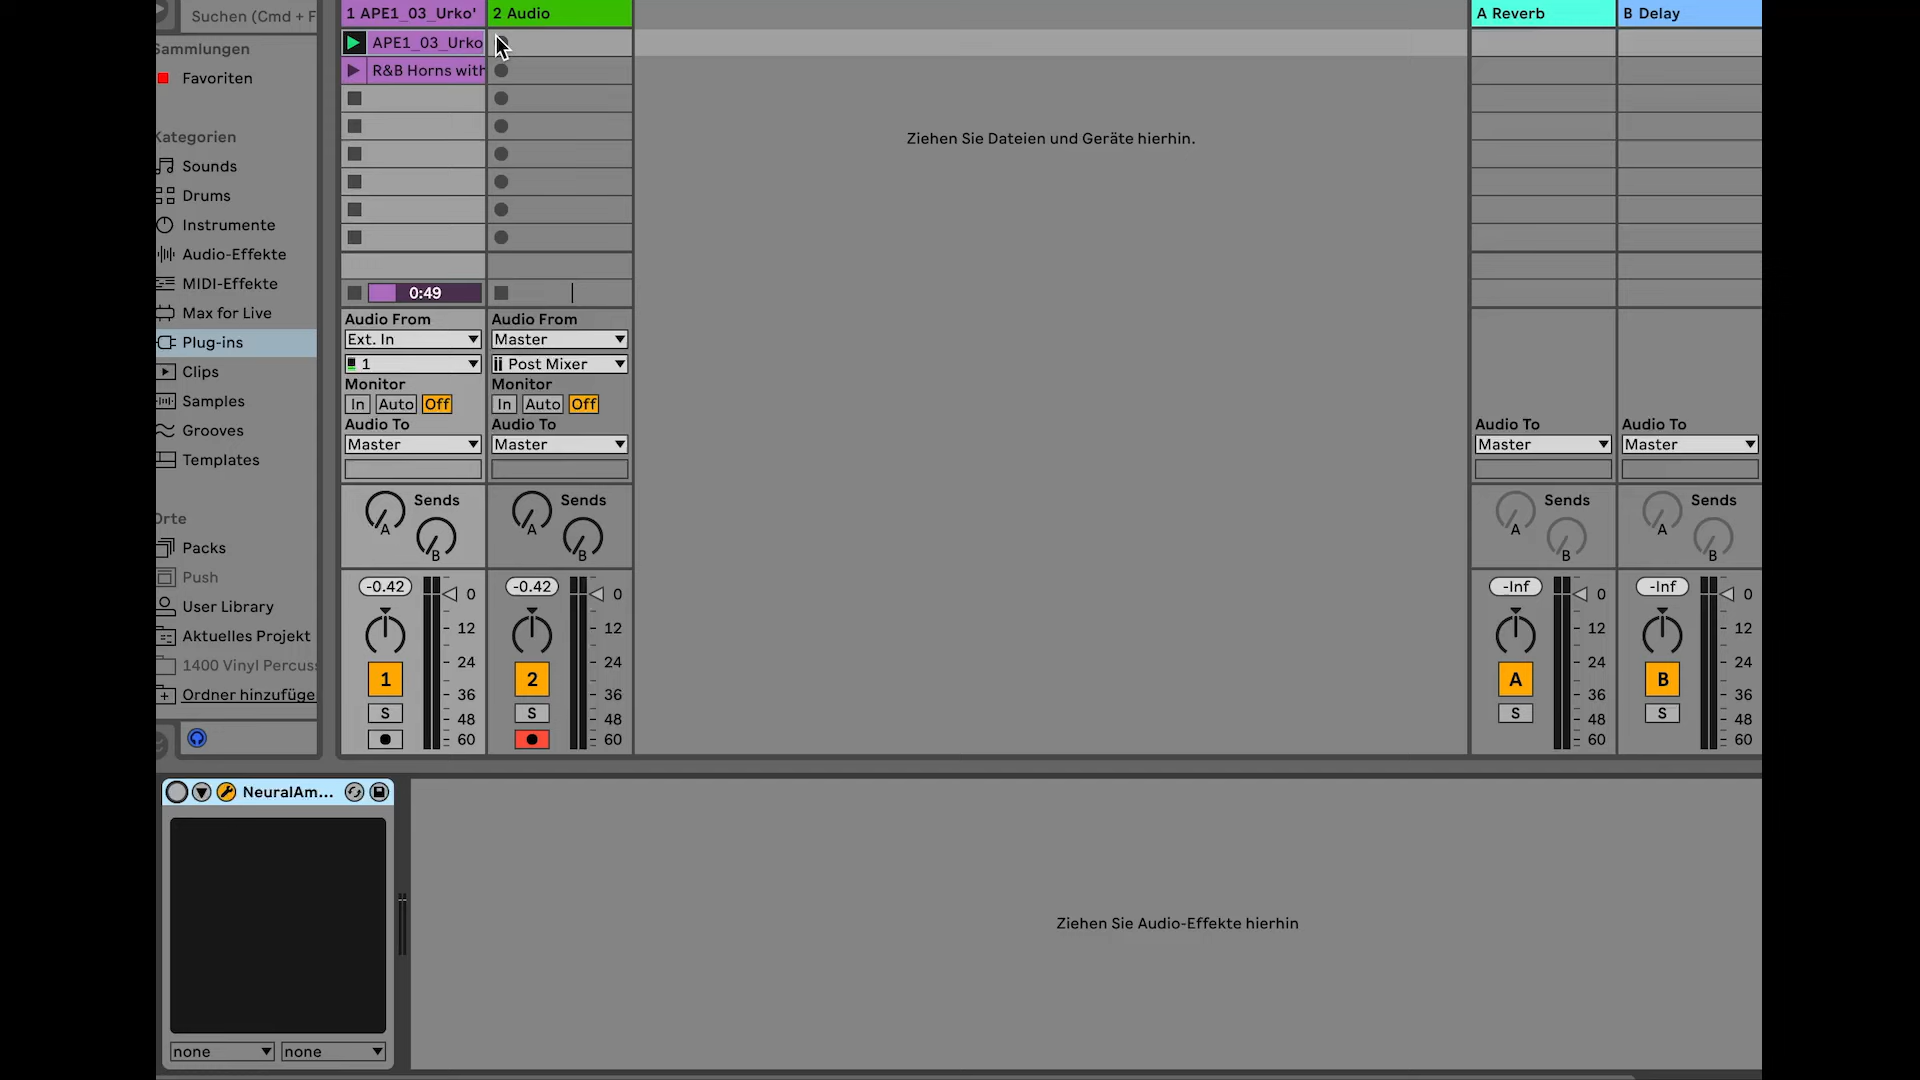 Suchen (Cmd + F
1 APE1_03_Urko'
2 Audio
A Reverb
B Delay
Sammlungen
Favoriten
Kategorien
Sounds
Drums
Instrumente
Audio-Effekte
MIDI-Effekte
Max for Live
Plug-ins
Clips
Samples
Grooves
Templates
Orte
Packs
Push
User Library
Aktuelles Projekt
1400 Vinyl Percus
Ordner hinzufüge
APE1_03_Urko
R&B Horns with
Ziehen Sie Dateien und Geräte hierhin.
0:49
Audio From
Ext. In
1
Monitor
In Auto Off
Audio To
Master
Sends
A
B
-0.42
0
12
24
36
48
60
1
S
Audio From
Master
Post Mixer
Monitor
In Auto Off
Audio To
Master
Sends
A
B
-0.42
0
12
24
36
48
60
2
S
Audio To
Master
Sends
A
B
-Inf
0
12
24
36
48
60
A
S
Audio To
Master
Sends
A
B
-Inf
0
12
24
36
48
60
B
S
NeuralAm...
none none
Ziehen Sie Audio-Effekte hierhin